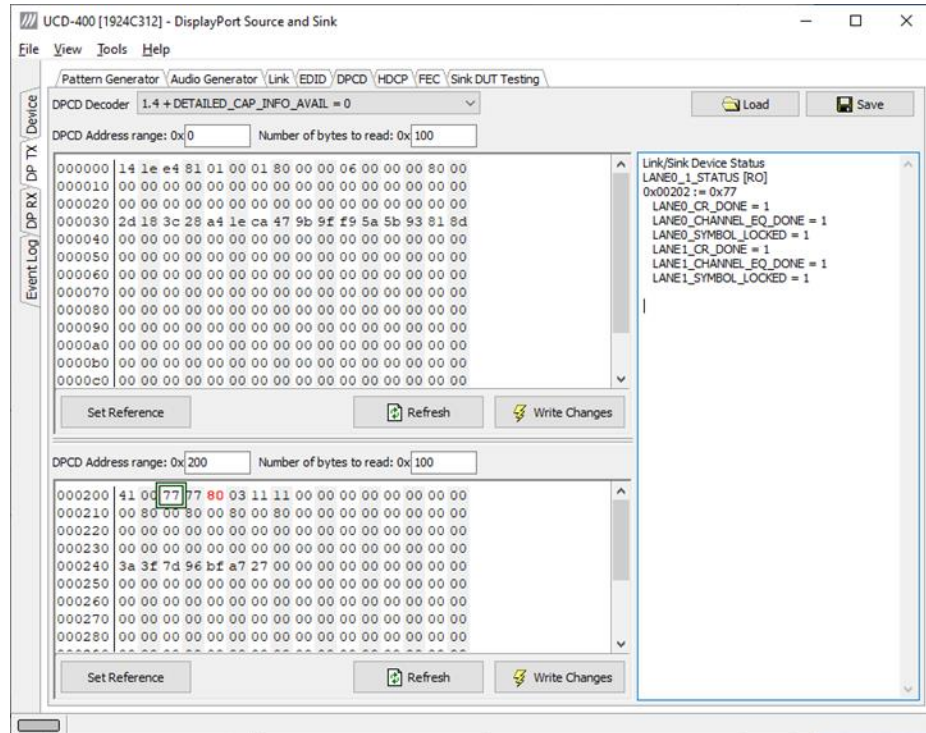 UCD-400 [1924C312] - DisplayPort Source and Sink
File View Tools Help
Pattern Generator Audio Generator Link EDID DPCD HDCP FEC Sink DUT Testing
Device
DP TX
DP RX
Event Log
DPCD Decoder 1.4 + DETAILED_CAP_INFO_AVAIL = 0
Load Save
DPCD Address range: 0x 0 Number of bytes to read: 0x 100
000000 14 1e e4 81 01 00 01 80 00 00 06 00 00 00 80 00
000010 00 00 00 00 00 00 00 00 00 00 00 00 00 00 00 00
000020 00 00 00 00 00 00 00 00 00 00 00 00 00 00 00 00
000030 2d 18 3c 28 a4 1e ca 47 9b 9f f9 5a 5b 93 81 8d
000040 00 00 00 00 00 00 00 00 00 00 00 00 00 00 00 00
000050 00 00 00 00 00 00 00 00 00 00 00 00 00 00 00 00
000060 00 00 00 00 00 00 00 00 00 00 00 00 00 00 00 00
000070 00 00 00 00 00 00 00 00 00 00 00 00 00 00 00 00
000080 00 00 00 00 00 00 00 00 00 00 00 00 00 00 00 00
000090 00 00 00 00 00 00 00 00 00 00 00 00 00 00 00 00
0000a0 00 00 00 00 00 00 00 00 00 00 00 00 00 00 00 00
0000b0 00 00 00 00 00 00 00 00 00 00 00 00 00 00 00 00
0000c0 00 00 00 00 00 00 00 00 00 00 00 00 00 00 00 00
Set Reference Refresh Write Changes
DPCD Address range: 0x 200 Number of bytes to read: 0x 100
000200 41 00 77 77 80 03 11 11 00 00 00 00 00 00 00 00
000210 00 80 00 80 00 80 00 80 00 00 00 00 00 00 00 00
000220 00 00 00 00 00 00 00 00 00 00 00 00 00 00 00 00
000230 00 00 00 00 00 00 00 00 00 00 00 00 00 00 00 00
000240 3a 3f 7d 96 bf a7 27 00 00 00 00 00 00 00 00 00
000250 00 00 00 00 00 00 00 00 00 00 00 00 00 00 00 00
000260 00 00 00 00 00 00 00 00 00 00 00 00 00 00 00 00
000270 00 00 00 00 00 00 00 00 00 00 00 00 00 00 00 00
000280 00 00 00 00 00 00 00 00 00 00 00 00 00 00 00 00
Set Reference Refresh Write Changes
Link/Sink Device Status
LANE0_1_STATUS [RO]
0x00202 := 0x77
LANE0_CR_DONE = 1
LANE0_CHANNEL_EQ_DONE = 1
LANE0_SYMBOL_LOCKED = 1
LANE1_CR_DONE = 1
LANE1_CHANNEL_EQ_DONE = 1
LANE1_SYMBOL_LOCKED = 1